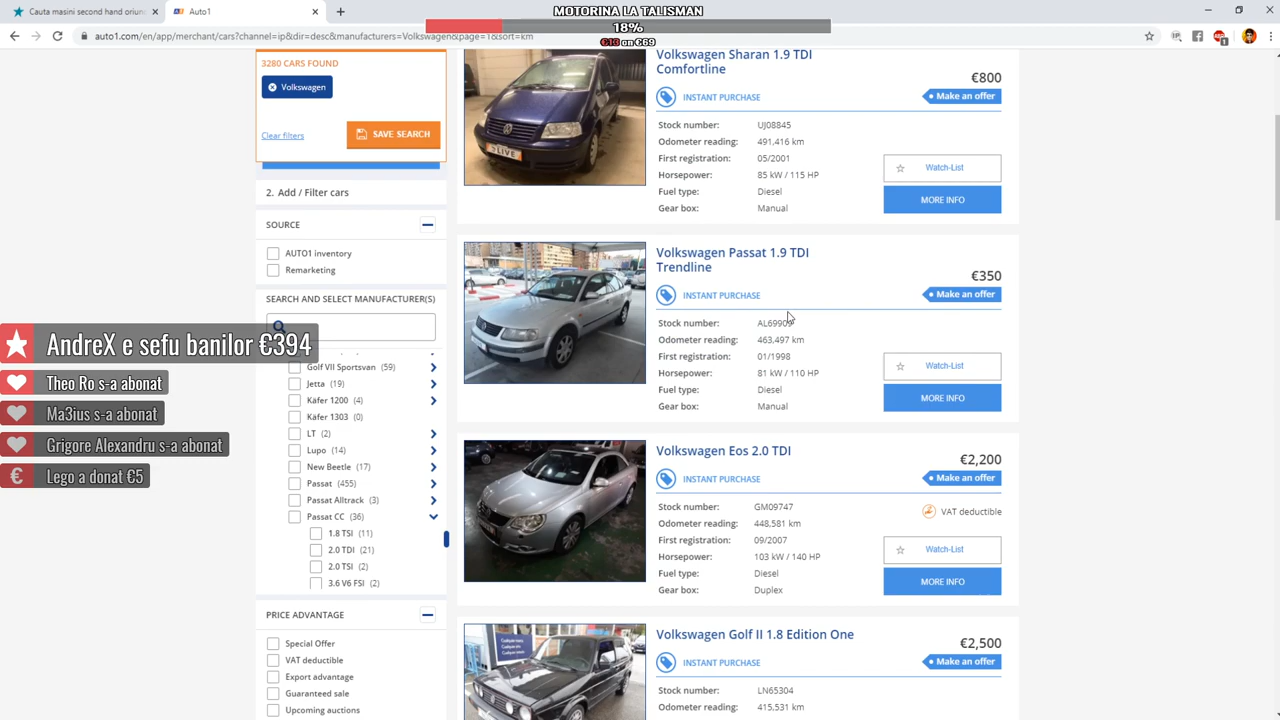 Cauta masini second hand orium
Auto1
MOTORINA LA TALISMAN
18%
€13 an €69
auto1.com/en/app/merchant/cars?channel=ip&dir=desc&manufacturers=Volkswagen&page=1&sort=km
3280 CARS FOUND
Volkswagen
Clear filters
SAVE SEARCH
2. Add / Filter cars
SOURCE
AUTO1 inventory
Remarketing
SEARCH AND SELECT MANUFACTURER(S)
Golf VII Sportsvan (59)
Jetta (19)
Käfer 1200 (4)
Käfer 1303 (0)
LT (2)
Lupo (14)
New Beetle (17)
Passat (455)
Passat Alltrack (3)
Passat CC (36)
1.8 TSI (11)
2.0 TDI (21)
2.0 TSI (2)
3.6 V6 FSI (2)
PRICE ADVANTAGE
Special Offer
VAT deductible
Export advantage
Guaranteed sale
Upcoming auctions
AndreX e sefu banilor €394
Theo Ro s-a abonat
Ma3ius s-a abonat
Grigore Alexandru s-a abonat
Lego a donat €5
Volkswagen Sharan 1.9 TDI
Comfortline
€800
INSTANT PURCHASE
Make an offer
Stock number: UJ08845
Odometer reading: 491,416 km
First registration: 05/2001
Horsepower: 85 kW / 115 HP
Fuel type: Diesel
Gear box: Manual
Watch-List
MORE INFO
Volkswagen Passat 1.9 TDI
Trendline
€350
INSTANT PURCHASE
Make an offer
Stock number:
Odometer reading: 463,497 km
First registration: 01/1998
Horsepower: 81 kW / 110 HP
Fuel type: Diesel
Gear box: Manual
Watch-List
MORE INFO
Volkswagen Eos 2.0 TDI
€2,200
INSTANT PURCHASE
Make an offer
Stock number: GM09747
VAT deductible
Odometer reading: 448,581 km
First registration: 09/2007
Horsepower: 103 kW / 140 HP
Fuel type: Diesel
Gear box: Duplex
Watch-List
MORE INFO
Volkswagen Golf II 1.8 Edition One
€2,500
INSTANT PURCHASE
Make an offer
Stock number: LN65304
Odometer reading: 415,531 km